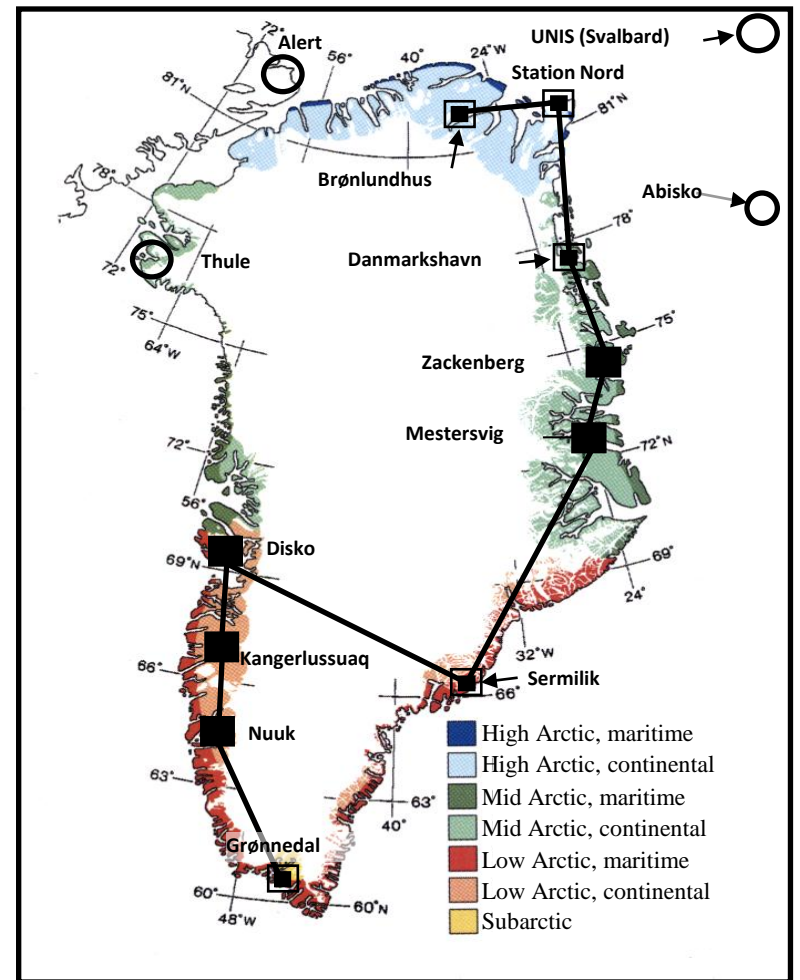 72°
Alert
56°
40°
24°W
UNIS (Svalbard)
Station Nord
81°N
81°N
Brønlundhus
78°
Abisko
78°
72°
Thule
Danmarkshavn
75°
64°W
75°
Zackenberg
Mestersvig
72°
72°N
56°
Disko
69°N
69°
24°
32°W
Kangerlussuaq
66°
Sermilik
66°
Nuuk
High Arctic, maritime
High Arctic, continental
63°
Mid Arctic, maritime
63°
40°
Mid Arctic, continental
Grønnedal
Low Arctic, maritime
60°
Low Arctic, continental
60°N
48°W
Subarctic